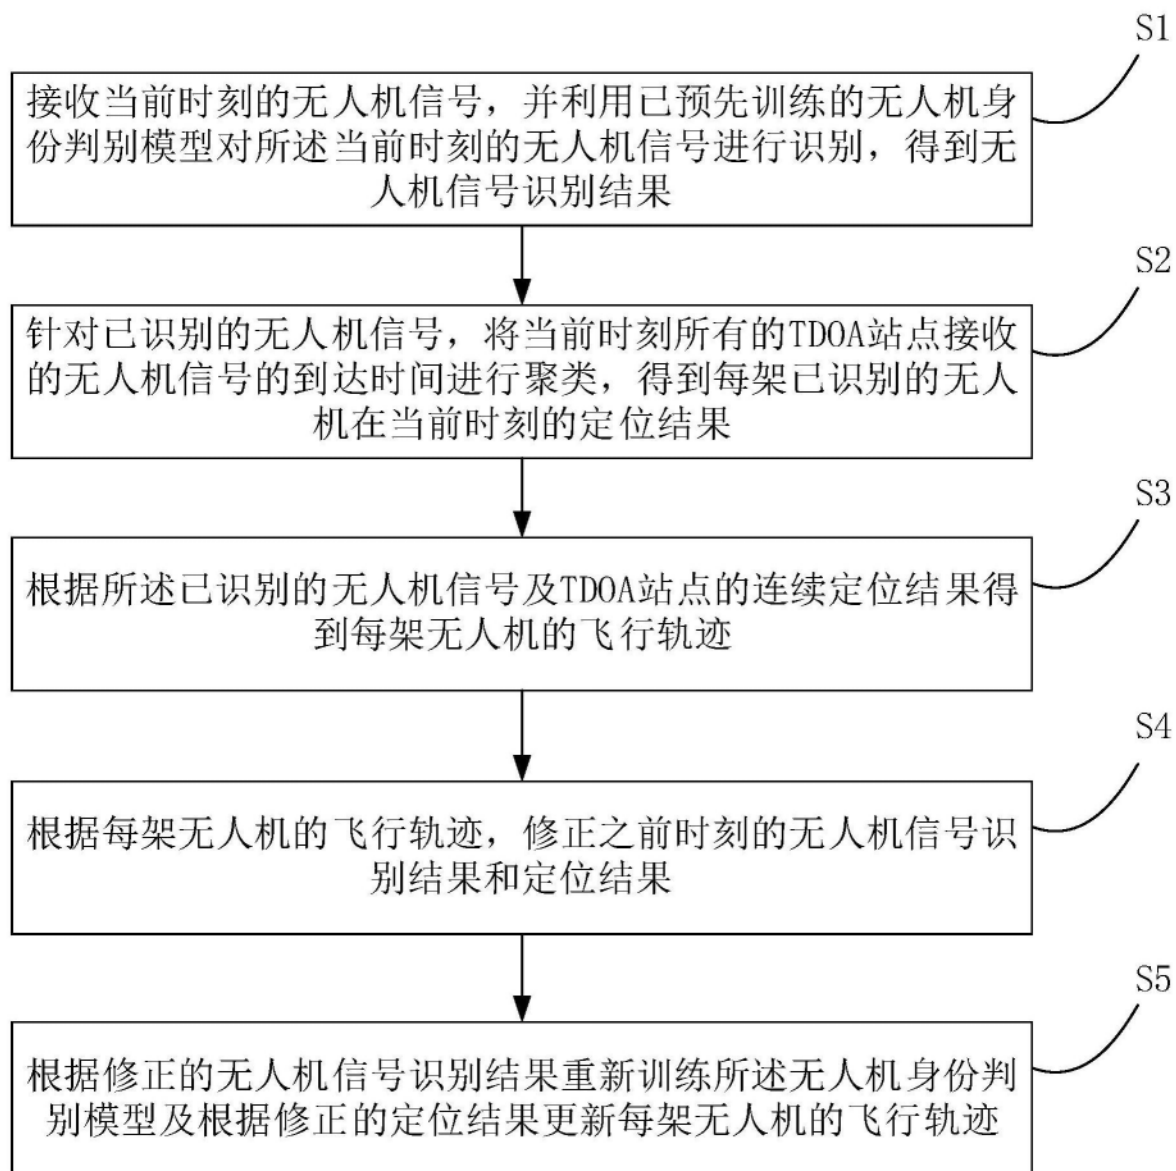 S1
接收当前时刻的无人机信号，并利用已预先训练的无人机身
份判别模型对所述当前时刻的无人机信号进行识别，得到无
人机信号识别结果
S2
针对已识别的无人机信号，将当前时刻所有的TDOA站点接收
的无人机信号的到达时间进行聚类，得到每架已识别的无人
机在当前时刻的定位结果
S3
根据所述已识别的无人机信号及TDOA站点的连续定位结果得
到每架无人机的飞行轨迹
S4
根据每架无人机的飞行轨迹，修正之前时刻的无人机信号识
别结果和定位结果
S5
根据修正的无人机信号识别结果重新训练所述无人机身份判
别模型及根据修正的定位结果更新每架无人机的飞行轨迹